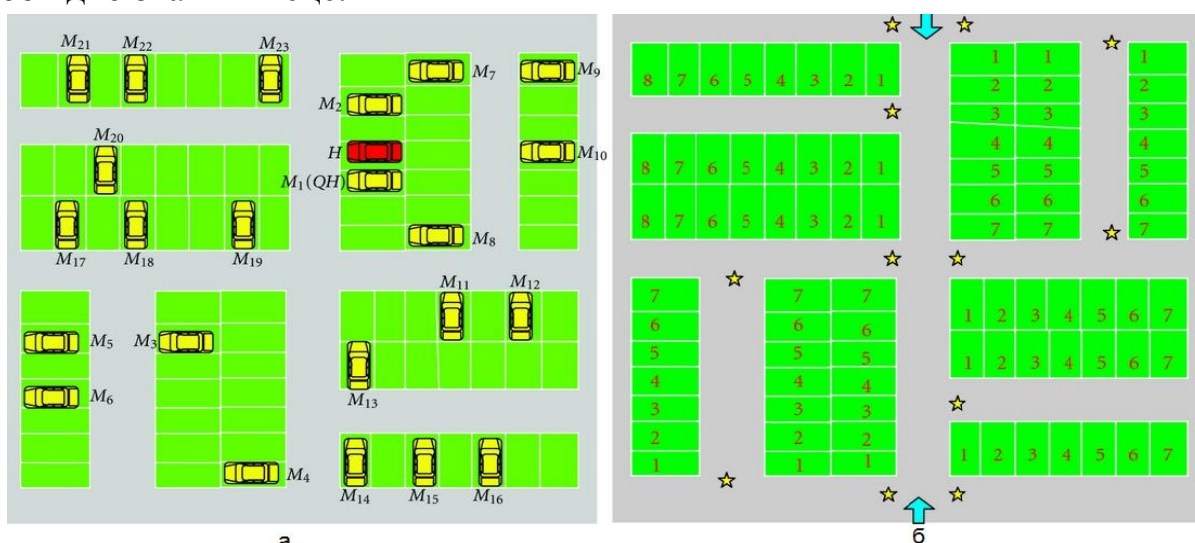 M₂₁ M₂₂ M₂₃
M₇ M₉
M₂
M₂₀
H M₁₀
M₁(QH)
M₈
M₁₇ M₁₈ M₁₉
M₁₁ M₁₂
M₅ M₃
M₆
M₁₃
M₄
M₁₄ M₁₅ M₁₆
а
8 7 6 5 4 3 2 1
8 7 6 5 4 3 2 1
8 7 6 5 4 3 2 1
1 1 1
2 2 2
3 3 3
4 4 4
5 5 5
6 6 6
7 7 7
7 7 7
6 6 6
5 5 5
4 4 4
3 3 3
2 2 2
1 1 1
1 2 3 4 5 6 7
1 2 3 4 5 6 7
1 2 3 4 5 6 7
б